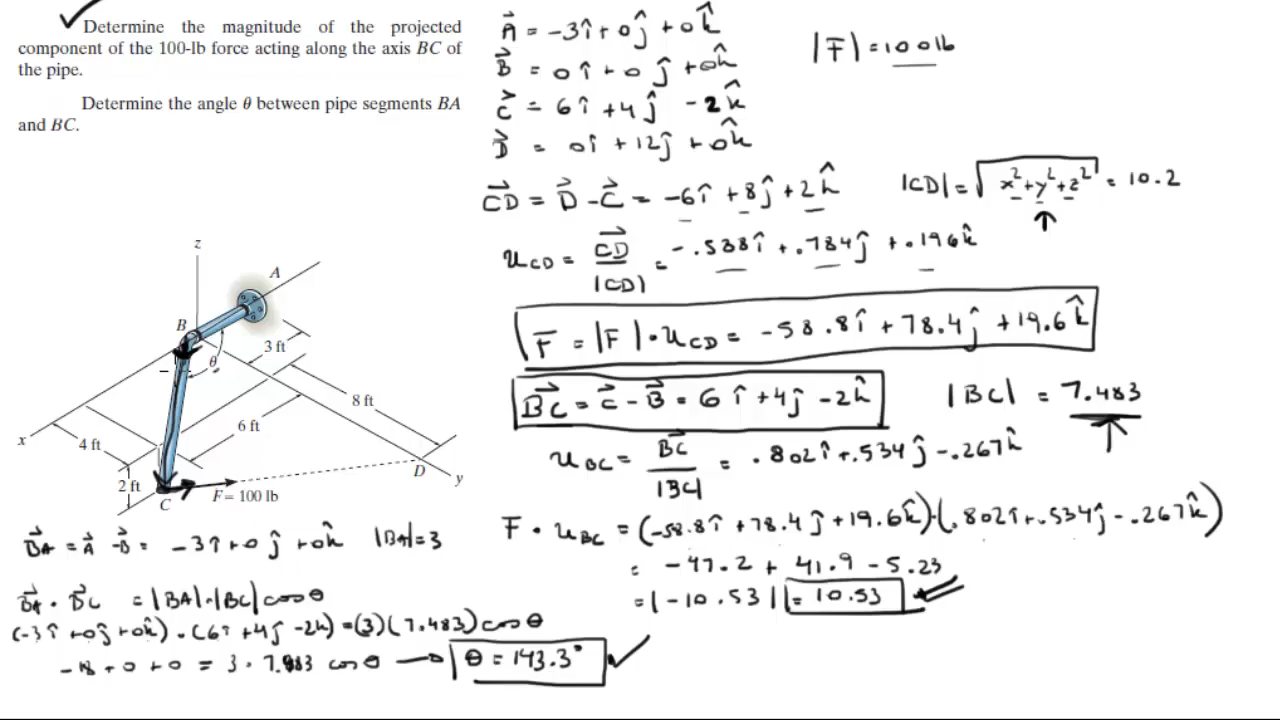 Determine the magnitude of the projected
component of the 100-lb force acting along the axis BC of
the pipe.
Determine the angle θ between pipe segments BA
and BC.
A⃗ = -3î + 0ĵ + 0k̂
B⃗ = 0î + 0ĵ + 0k̂
C⃗ = 6î + 4ĵ - 2k̂
D⃗ = 0î + 12ĵ + 0k̂
|F̄| = 100 lb
CD⃗ = D⃗ - C⃗ = -6î + 8ĵ + 2k̂
|CD| = √(x² + y² + z²) = 10.2
u_CD = CD⃗ / |CD| = -.588î + .784ĵ + .196k̂
F̄ = |F| · u_CD = -58.8î + 78.4ĵ + 19.6k̂
BC⃗ = C⃗ - B⃗ = 6î + 4ĵ - 2k̂
|BC| = 7.483
u_BC = BC⃗ / |BC| = .802î + .534ĵ - .267k̂
F · u_BC = (-58.8î + 78.4ĵ + 19.6k̂) · (.802î + .534ĵ - .267k̂)
= -47.2 + 41.9 - 5.23
= |-10.53| = 10.53
z
A
B
θ
3 ft
8 ft
6 ft
x
4 ft
2 ft
C
F = 100 lb
D
y
BA⃗ = A⃗ - B⃗ = -3î + 0ĵ + 0k̂ |BA| = 3
BA⃗ · BC⃗ = |BA| · |BC| cos θ
(-3î + 0ĵ + 0k̂) · (6î + 4ĵ - 2k̂) = (3)(7.483) cos θ
-18 + 0 + 0 = 3 · 7.483 cos θ → θ = 143.3°